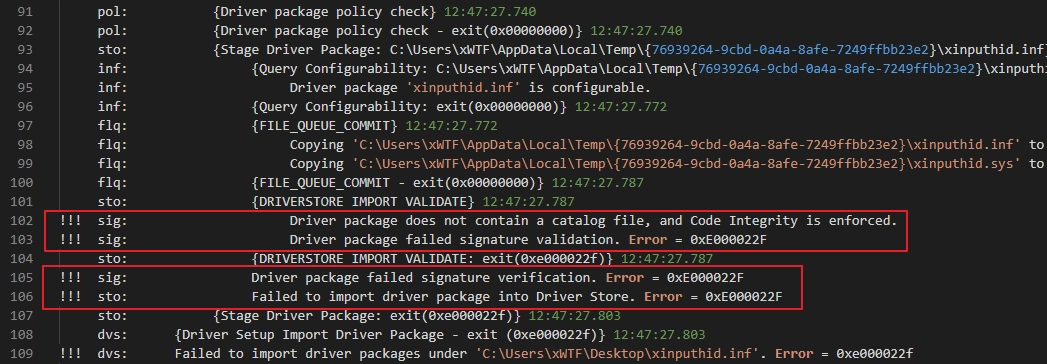 91 pol: {Driver package policy check} 12:47:27.740
92 pol: {Driver package policy check - exit(0x00000000)} 12:47:27.740
93 sto: {Stage Driver Package: C:\Users\xWTF\AppData\Local\Temp\{76939264-9cbd-0a4a-8afe-7249ffbb23e2}\xinputhid.inf}
94 inf: {Query Configurability: C:\Users\xWTF\AppData\Local\Temp\{76939264-9cbd-0a4a-8afe-7249ffbb23e2}\xinputhi
95 inf: Driver package 'xinputhid.inf' is configurable.
96 inf: {Query Configurability: exit(0x00000000)} 12:47:27.772
97 flq: {FILE_QUEUE_COMMIT} 12:47:27.772
98 flq: Copying 'C:\Users\xWTF\AppData\Local\Temp\{76939264-9cbd-0a4a-8afe-7249ffbb23e2}\xinputhid.inf' to
99 flq: Copying 'C:\Users\xWTF\AppData\Local\Temp\{76939264-9cbd-0a4a-8afe-7249ffbb23e2}\xinputhid.sys' to
100 flq: {FILE_QUEUE_COMMIT - exit(0x00000000)} 12:47:27.787
101 sto: {DRIVERSTORE IMPORT VALIDATE} 12:47:27.787
102 !!! sig: Driver package does not contain a catalog file, and Code Integrity is enforced.
103 !!! sig: Driver package failed signature validation. Error = 0xE000022F
104 sto: {DRIVERSTORE IMPORT VALIDATE: exit(0xe000022f)} 12:47:27.787
105 !!! sig: Driver package failed signature verification. Error = 0xE000022F
106 !!! sto: Failed to import driver package into Driver Store. Error = 0xE000022F
107 sto: {Stage Driver Package: exit(0xe000022f)} 12:47:27.803
108 dvs: {Driver Setup Import Driver Package - exit (0xe000022f)} 12:47:27.803
109 !!! dvs: Failed to import driver packages under 'C:\Users\xWTF\Desktop\xinputhid.inf'. Error = 0xe000022f